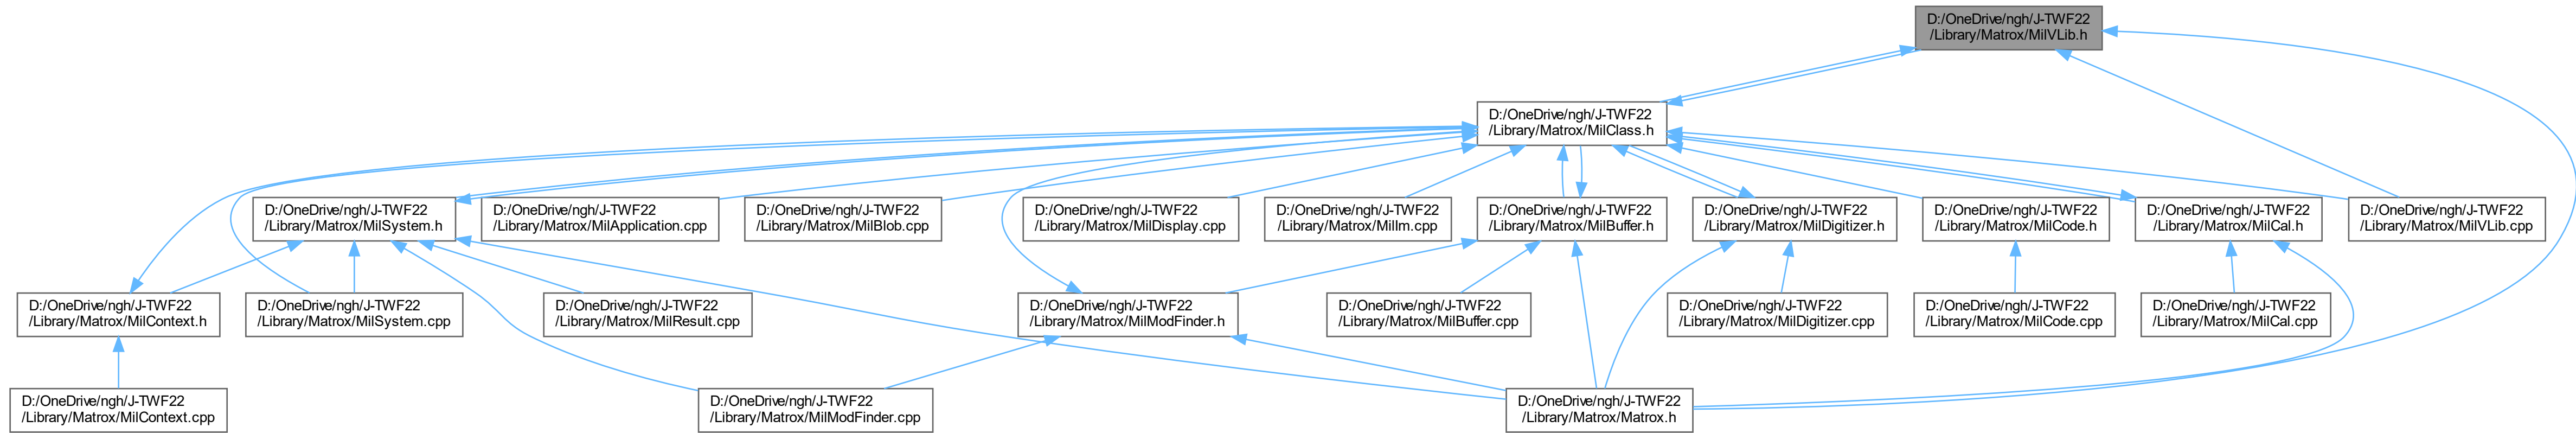 D:/OneDrive/ngh/J-TWF22
/Library/Matrox/MilVLib.h
D:/OneDrive/ngh/J-TWF22
/Library/Matrox/MilClass.h
D:/OneDrive/ngh/J-TWF22
/Library/Matrox/MilSystem.h
D:/OneDrive/ngh/J-TWF22
/Library/Matrox/MilApplication.cpp
D:/OneDrive/ngh/J-TWF22
/Library/Matrox/MilBlob.cpp
D:/OneDrive/ngh/J-TWF22
/Library/Matrox/MilDisplay.cpp
D:/OneDrive/ngh/J-TWF22
/Library/Matrox/MilIm.cpp
D:/OneDrive/ngh/J-TWF22
/Library/Matrox/MilBuffer.h
D:/OneDrive/ngh/J-TWF22
/Library/Matrox/MilDigitizer.h
D:/OneDrive/ngh/J-TWF22
/Library/Matrox/MilCode.h
D:/OneDrive/ngh/J-TWF22
/Library/Matrox/MilCal.h
D:/OneDrive/ngh/J-TWF22
/Library/Matrox/MilVLib.cpp
D:/OneDrive/ngh/J-TWF22
/Library/Matrox/MilContext.h
D:/OneDrive/ngh/J-TWF22
/Library/Matrox/MilSystem.cpp
D:/OneDrive/ngh/J-TWF22
/Library/Matrox/MilResult.cpp
D:/OneDrive/ngh/J-TWF22
/Library/Matrox/MilModFinder.h
D:/OneDrive/ngh/J-TWF22
/Library/Matrox/MilBuffer.cpp
D:/OneDrive/ngh/J-TWF22
/Library/Matrox/MilDigitizer.cpp
D:/OneDrive/ngh/J-TWF22
/Library/Matrox/MilCode.cpp
D:/OneDrive/ngh/J-TWF22
/Library/Matrox/MilCal.cpp
D:/OneDrive/ngh/J-TWF22
/Library/Matrox/MilContext.cpp
D:/OneDrive/ngh/J-TWF22
/Library/Matrox/MilModFinder.cpp
D:/OneDrive/ngh/J-TWF22
/Library/Matrox/Matrox.h